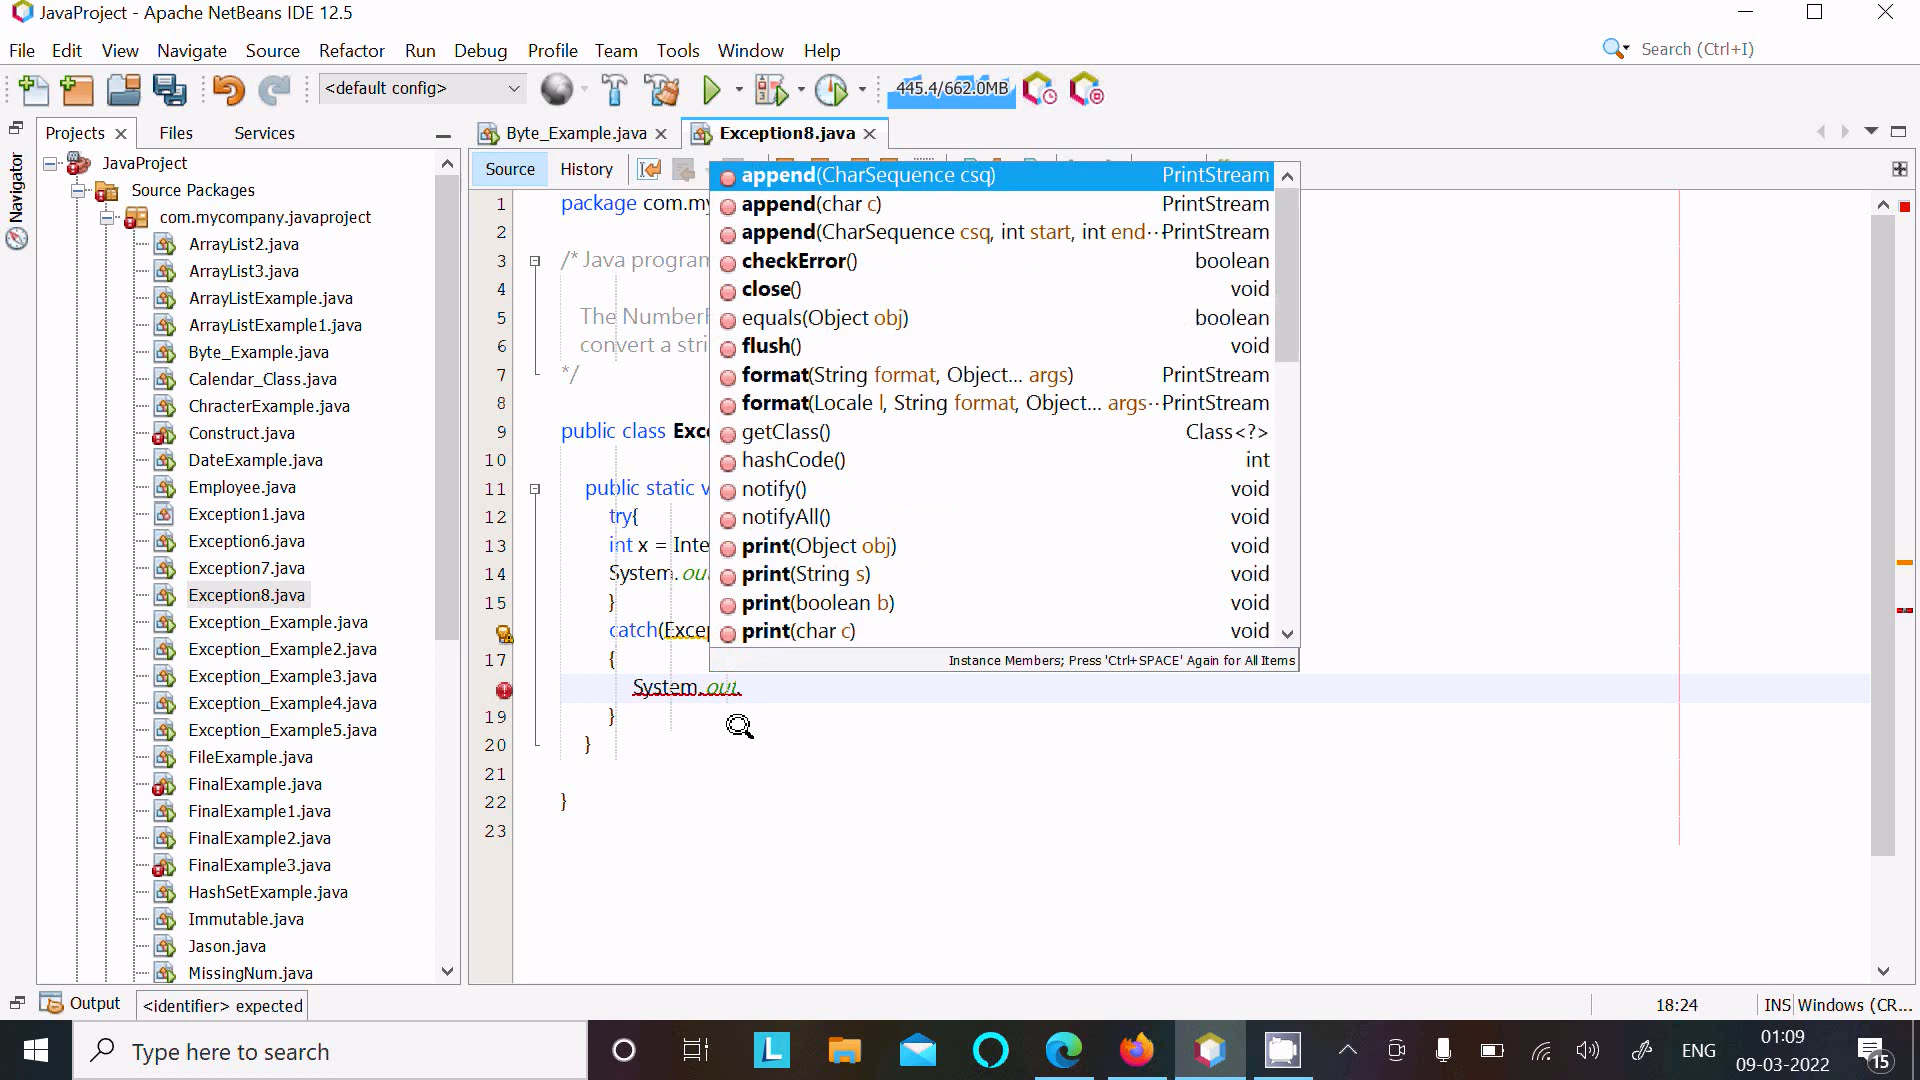 JavaProject - Apache NetBeans IDE 12.5
File Edit View Navigate Source Refactor Run Debug Profile Team Tools Window Help
Search (Ctrl+I)
<default config>
445.4/662.0MB
Projects Files Services
Byte_Example.java Exception8.java
Navigator
Source History
JavaProject
Source Packages
com.mycompany.javaproject
ArrayList2.java
ArrayList3.java
ArrayListExample.java
ArrayListExample1.java
Byte_Example.java
Calendar_Class.java
ChracterExample.java
Construct.java
DateExample.java
Employee.java
Exception1.java
Exception6.java
Exception7.java
Exception8.java
Exception_Example.java
Exception_Example2.java
Exception_Example3.java
Exception_Example4.java
Exception_Example5.java
FileExample.java
FinalExample.java
FinalExample1.java
FinalExample2.java
FinalExample3.java
HashSetExample.java
Immutable.java
Jason.java
MissingNum.java
1 package com.my
2
3 /* Java program
4
5 The Number
6 convert a stri
7 */
8
9 public class Exc
10
11 public static v
12 try{
13 int x = Inte
14 System.out
15 }
catch(Excep
17 {
System.out.
19 }
20 }
21
22 }
23
append(CharSequence csq) PrintStream
append(char c) PrintStream
append(CharSequence csq, int start, int end··PrintStream
checkError() boolean
close() void
equals(Object obj) boolean
flush() void
format(String format, Object... args) PrintStream
format(Locale l, String format, Object... args··PrintStream
getClass() Class<?>
hashCode() int
notify() void
notifyAll() void
print(Object obj) void
print(String s) void
print(boolean b) void
print(char c) void
Instance Members; Press 'Ctrl+SPACE' Again for All Items
Output <identifier> expected
18:24 INS Windows (CR...
Type here to search
L
ENG
01:09
09-03-2022
15